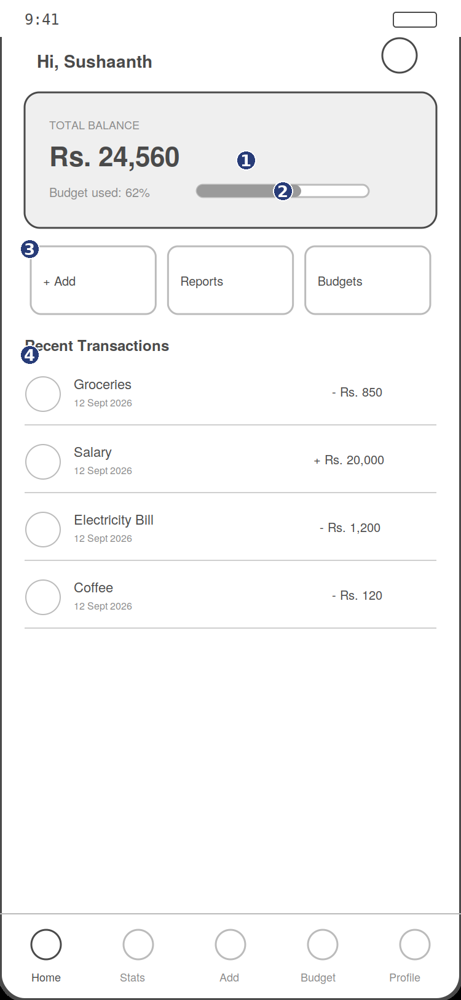 9:41
Hi, Sushaanth
TOTAL BALANCE
Rs. 24,560
1
Budget used: 62%
2
3
+ Add
Reports
Budgets
Recent Transactions
4
Groceries
- Rs. 850
12 Sept 2026
Salary
+ Rs. 20,000
12 Sept 2026
Electricity Bill
- Rs. 1,200
12 Sept 2026
Coffee
- Rs. 120
12 Sept 2026
Home
Stats
Add
Budget
Profile